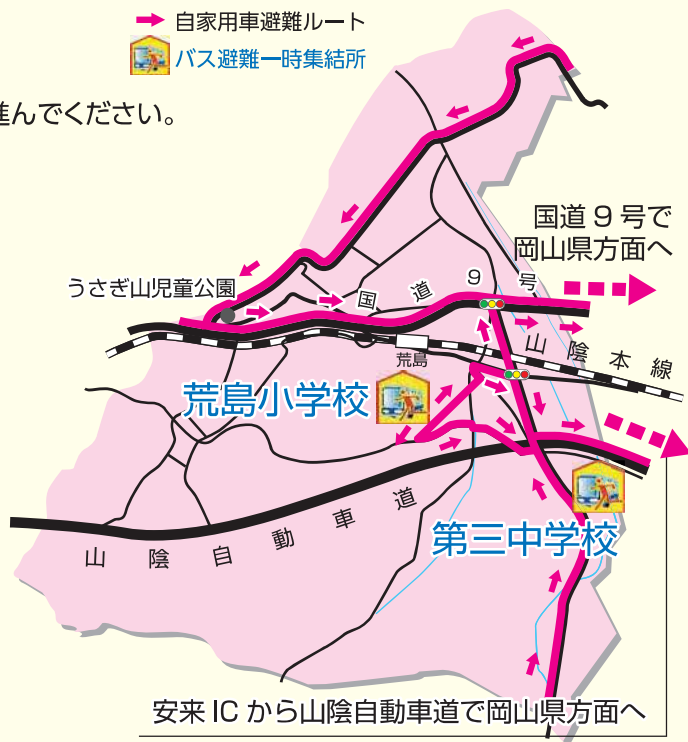 自家用車避難ルート
バス避難一時集結所
進んでください。
国道9号で
岡山県方面へ
うさぎ山児童公園
国道9号
山陰本線
荒島
荒島小学校
山陰自動車道
第三中学校
安来ICから山陰自動車道で岡山県方面へ